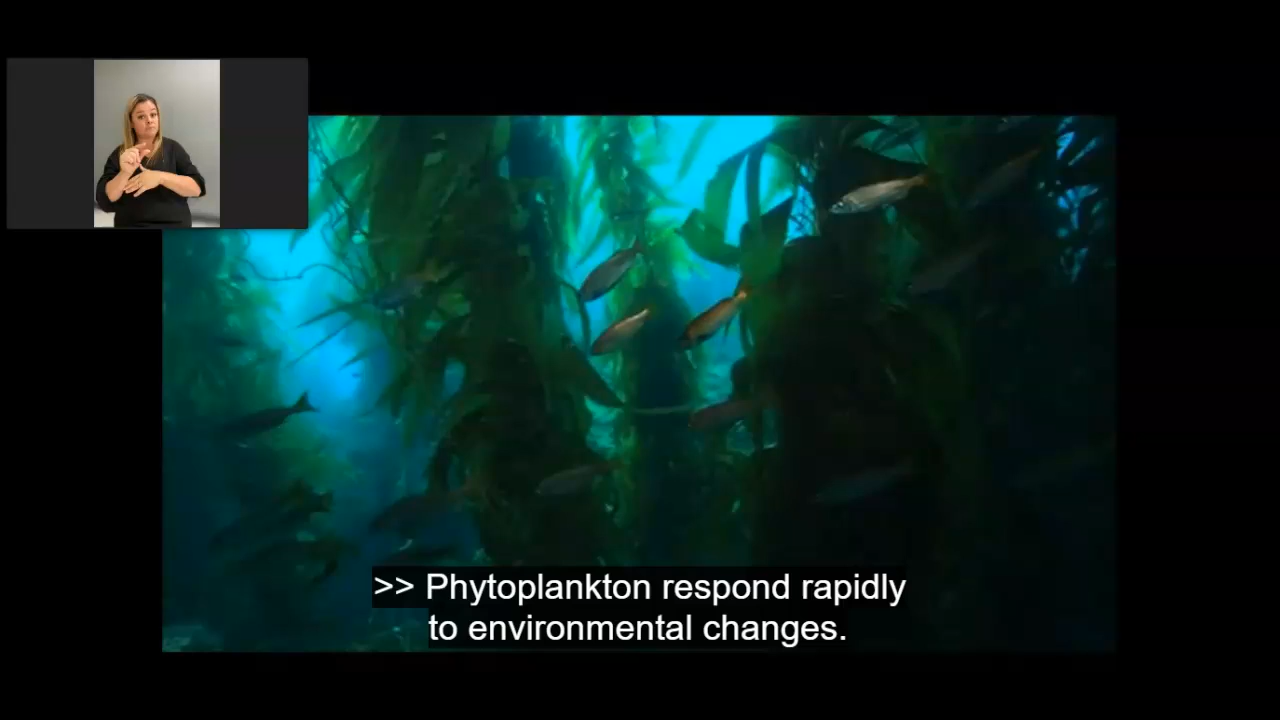 >> Phytoplankton respond rapidly
to environmental changes.